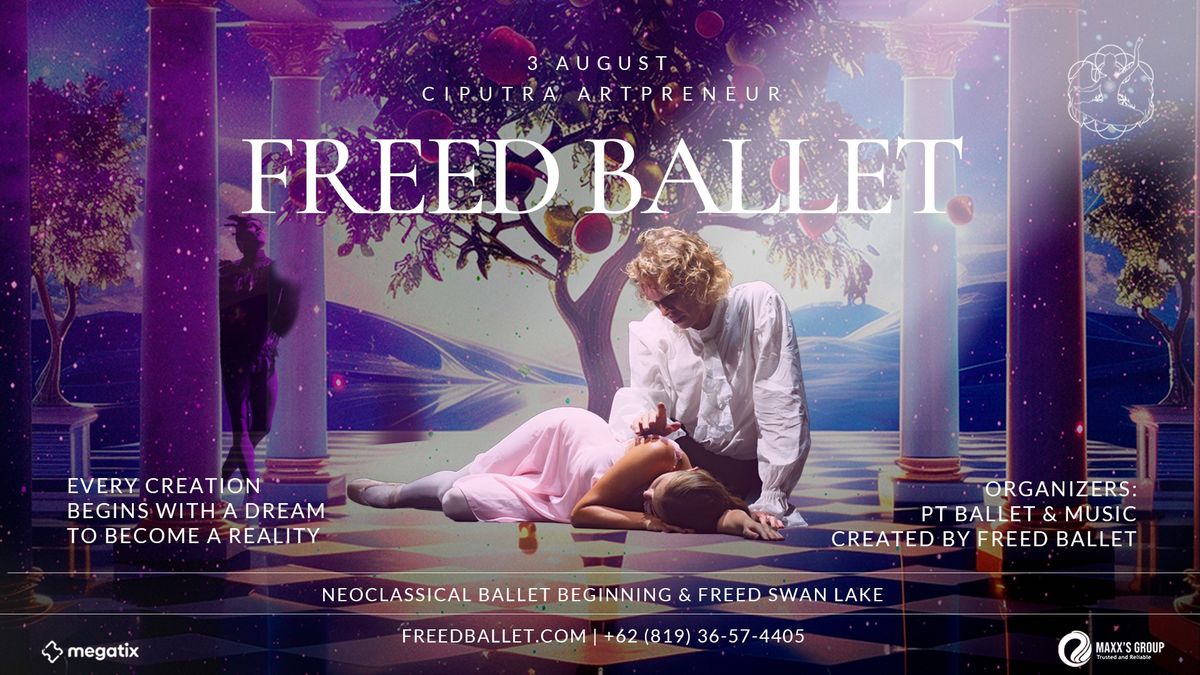 3 AUGUST
CIPUTRA ARTPRENEUR
FREED BALLET
EVERY CREATION
BEGINS WITH A DREAM
TO BECOME A REALITY
ORGANIZERS:
PT BALLET & MUSIC
CREATED BY FREED BALLET
NEOCLASSICAL BALLET BEGINNING & FREED SWAN LAKE
FREEDBALLET.COM | +62 (819) 36-57-4405
megatix
MAXX'S GROUP
Trusted and Reliable